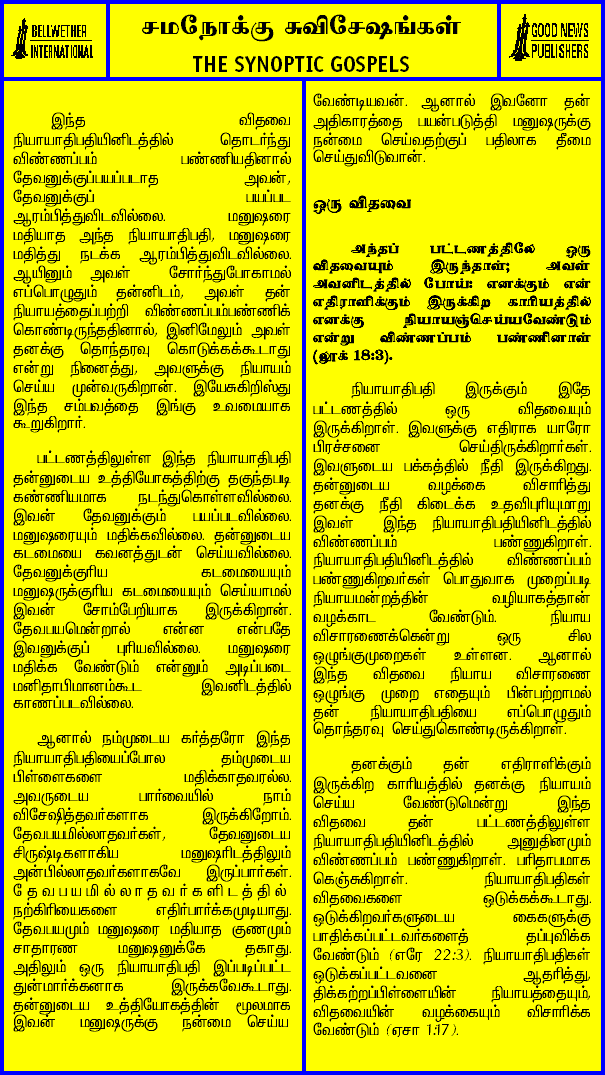 BELLWETHER
INTERNATIONAL
சமநோக்கு சுவிசேஷங்கள்
THE SYNOPTIC GOSPELS
GOOD NEWS
PUBLISHERS
இந்த விதவை
நியாயாதிபதியினிடத்தில் தொடர்ந்து
விண்ணப்பம் பண்ணியதினால்
தேவனுக்குப்பயப்படாத அவன்,
தேவனுக்குப் பயப்பட
ஆரம்பித்துவிடவில்லை. மனுஷரை
மதியாத அந்த நியாயாதிபதி, மனுஷரை
மதித்து நடக்க ஆரம்பித்துவிடவில்லை.
ஆயினும் அவள் சோர்ந்துபோகாமல்
எப்பொழுதும் தன்னிடம், அவள் தன்
நியாயத்தைப்பற்றி விண்ணப்பம்பண்ணிக்
கொண்டிருந்ததினால், இனிமேலும் அவள்
தனக்கு தொந்தரவு கொடுக்கக்கூடாது
என்று நினைத்து, அவளுக்கு நியாயம்
செய்ய முன்வருகிறான். இயேசுகிறிஸ்து
இந்த சம்பவத்தை இங்கு உவமையாக
கூறுகிறார்.
பட்டணத்திலுள்ள இந்த நியாயாதிபதி
தன்னுடைய உத்தியோகத்திற்கு தகுந்தபடி
கண்ணியமாக நடந்துகொள்ளவில்லை.
இவன் தேவனுக்கும் பயப்படவில்லை.
மனுஷரையும் மதிக்கவில்லை. தன்னுடைய
கடமையை கவனத்துடன் செய்யவில்லை.
தேவனுக்குரிய கடமையையும்
மனுஷருக்குரிய கடமையையும் செய்யாமல்
இவன் சோம்பேறியாக இருக்கிறான்.
தேவபயமென்றால் என்ன என்பதே
இவனுக்குப் புரியவில்லை. மனுஷரை
மதிக்க வேண்டும் என்னும் அடிப்படை
மனிதாபிமானம்கூட இவனிடத்தில்
காணப்படவில்லை.
ஆனால் நம்முடைய கர்த்தரோ இந்த
நியாயாதிபதியைப்போல தம்முடைய
பிள்ளைகளை மதிக்காதவரல்ல.
அவருடைய பார்வையில் நாம்
விசேஷித்தவர்களாக இருக்கிறோம்.
தேவபயமில்லாதவர்கள், தேவனுடைய
சிருஷ்டிகளாகிய மனுஷரிடத்திலும்
அன்பில்லாதவர்களாகவே இருப்பார்கள்.
தேவபயமில்லாதவர்களிடத்தில்
நற்கிரியைகளை எதிர்பார்க்கமுடியாது.
தேவபயமும் மனுஷரை மதியாத குணமும்
சாதாரண மனுஷனுக்கே தகாது.
அதிலும் ஒரு நியாயாதிபதி இப்படிப்பட்ட
துன்மார்க்கனாக இருக்கவேகூடாது.
தன்னுடைய உத்தியோகத்தின் மூலமாக
இவன் மனுஷருக்கு நன்மை செய்ய
வேண்டியவன். ஆனால் இவனோ தன்
அதிகாரத்தை பயன்படுத்தி மனுஷருக்கு
நன்மை செய்வதற்குப் பதிலாக தீமை
செய்துவிடுவான்.
ஒரு விதவை
அந்தப் பட்டணத்திலே ஒரு
விதவையும் இருந்தாள்; அவள்
அவனிடத்தில் போய்: எனக்கும் என்
எதிராளிக்கும் இருக்கிற காரியத்தில்
எனக்கு நியாயஞ்செய்யவேண்டும்
என்று விண்ணப்பம் பண்ணினாள்
(லூக் 18:3).
நியாயாதிபதி இருக்கும் இதே
பட்டணத்தில் ஒரு விதவையும்
இருக்கிறாள். இவளுக்கு எதிராக யாரோ
பிரச்சனை செய்திருக்கிறார்கள்.
இவளுடைய பக்கத்தில் நீதி இருக்கிறது.
தன்னுடைய வழக்கை விசாரித்து
தனக்கு நீதி கிடைக்க உதவிபுரியுமாறு
இவள் இந்த நியாயாதிபதியினிடத்தில்
விண்ணப்பம் பண்ணுகிறாள்.
நியாயாதிபதியினிடத்தில் விண்ணப்பம்
பண்ணுகிறவர்கள் பொதுவாக முறைப்படி
நியாயமன்றத்தின் வழியாகத்தான்
வழக்காட வேண்டும். நியாய
விசாரணைக்கென்று ஒரு சில
ஒழுங்குமுறைகள் உள்ளன. ஆனால்
இந்த விதவை நியாய விசாரணை
ஒழுங்கு முறை எதையும் பின்பற்றாமல்
தன் நியாயாதிபதியை எப்பொழுதும்
தொந்தரவு செய்துகொண்டிருக்கிறாள்.
தனக்கும் தன் எதிராளிக்கும்
இருக்கிற காரியத்தில் தனக்கு நியாயம்
செய்ய வேண்டுமென்று இந்த
விதவை தன் பட்டணத்திலுள்ள
நியாயாதிபதியினிடத்தில் அனுதினமும்
விண்ணப்பம் பண்ணுகிறாள். பரிதாபமாக
கெஞ்சுகிறாள். நியாயாதிபதிகள்
விதவைகளை ஒடுக்கக்கூடாது.
ஒடுக்கிறவர்களுடைய கைகளுக்கு
பாதிக்கப்பட்டவர்களைத் தப்புவிக்க
வேண்டும் (எரே 22:3). நியாயாதிபதிகள்
ஒடுக்கப்பட்டவனை ஆதரித்து,
திக்கற்றப்பிள்ளையின் நியாயத்தையும்,
விதவையின் வழக்கையும் விசாரிக்க
வேண்டும் (ஏசா 1:17).